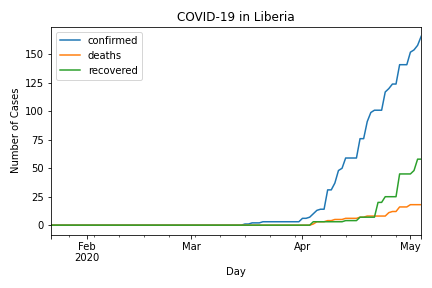 COVID-19 in Liberia
confirmed
deaths
recovered
Number of Cases
150
125
100
75
50
25
0
Feb
2020
Mar
Apr
May
Day